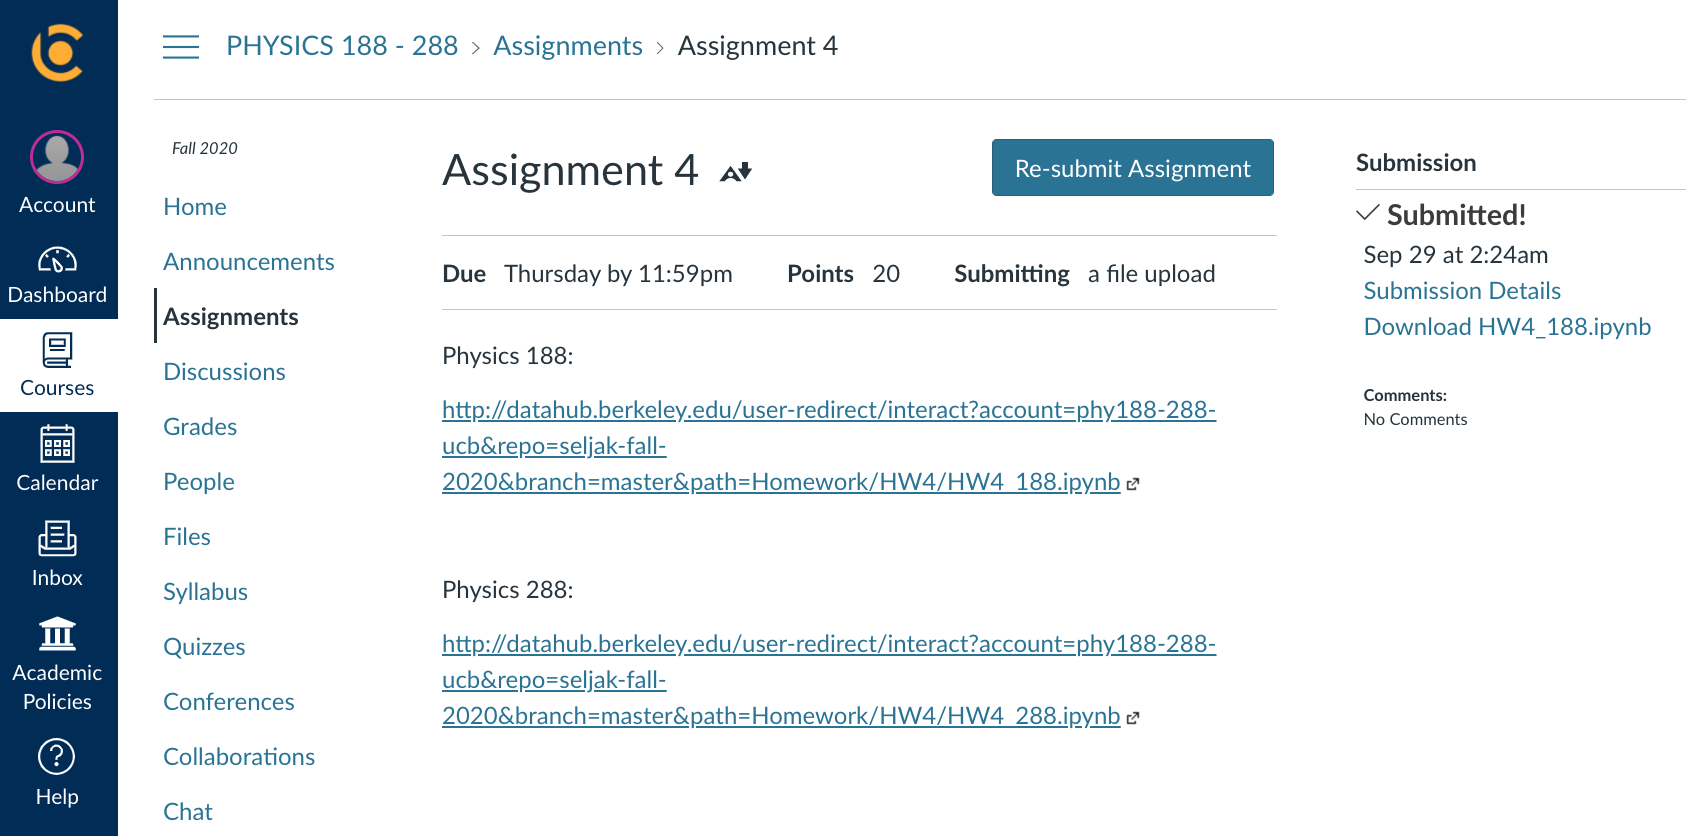 PHYSICS 188 - 288 > Assignments > Assignment 4
Account
Dashboard
Courses
Calendar
Inbox
Academic
Policies
Help
Fall 2020
Home
Announcements
Assignments
Discussions
Grades
People
Files
Syllabus
Quizzes
Conferences
Collaborations
Chat
Assignment 4
Re-submit Assignment
Due Thursday by 11:59pm Points 20 Submitting a file upload
Physics 188:
http://datahub.berkeley.edu/user-redirect/interact?account=phy188-288-
ucb&repo=seljak-fall-
2020&branch=master&path=Homework/HW4/HW4_188.ipynb
Physics 288:
http://datahub.berkeley.edu/user-redirect/interact?account=phy188-288-
ucb&repo=seljak-fall-
2020&branch=master&path=Homework/HW4/HW4_288.ipynb
Submission
Submitted!
Sep 29 at 2:24am
Submission Details
Download HW4_188.ipynb
Comments:
No Comments